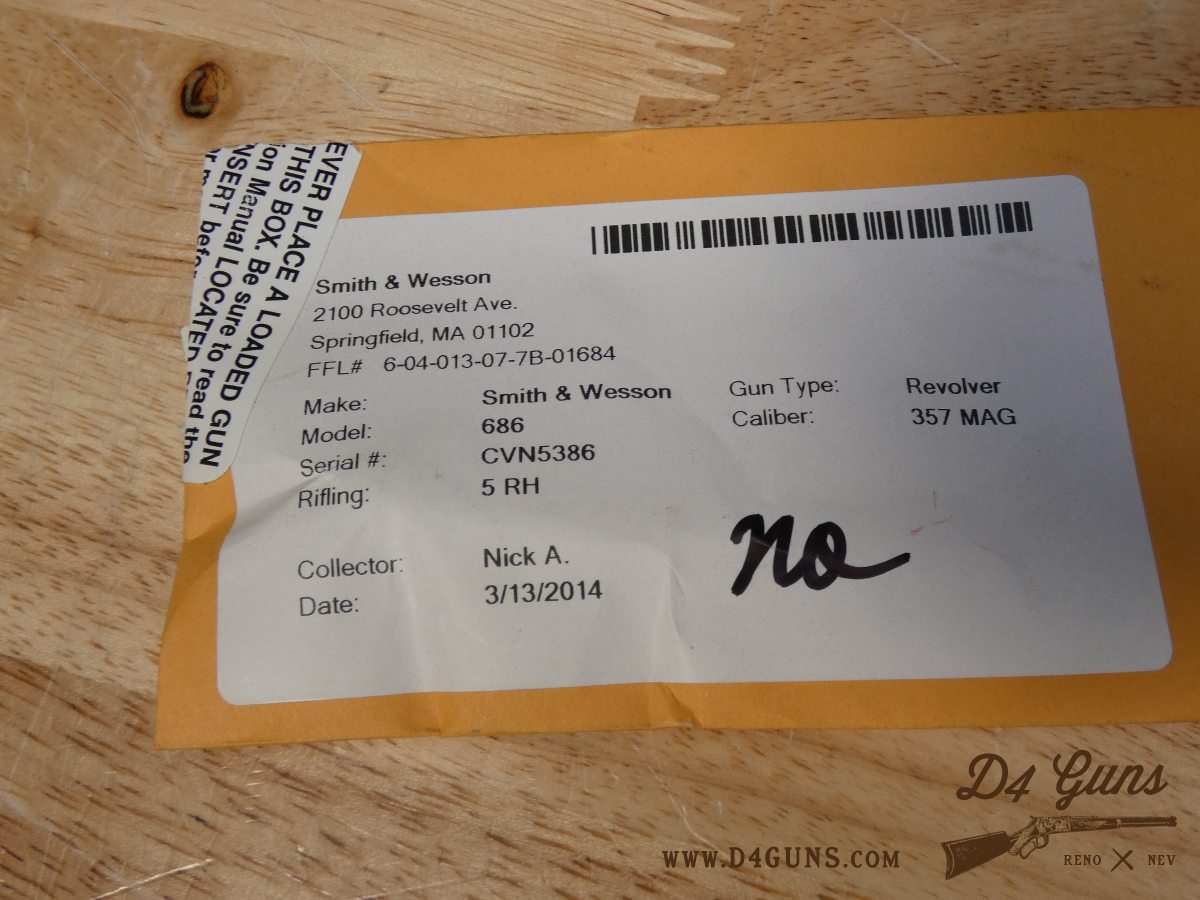 EVER PLACE A LOADED GUN
THIS BOX. Be sure to read the
ion Manual LOCATED
NSERT
Smith & Wesson
2100 Roosevelt Ave.
Springfield, MA 01102
FFL# 6-04-013-07-7B-01684
Make: Smith & Wesson Gun Type: Revolver
Model: 686 Caliber: 357 MAG
Serial #: CVN5386
Rifling: 5 RH
no
Collector: Nick A.
Date: 3/13/2014
D4 Guns
WWW.D4GUNS.COM
RENO NEV